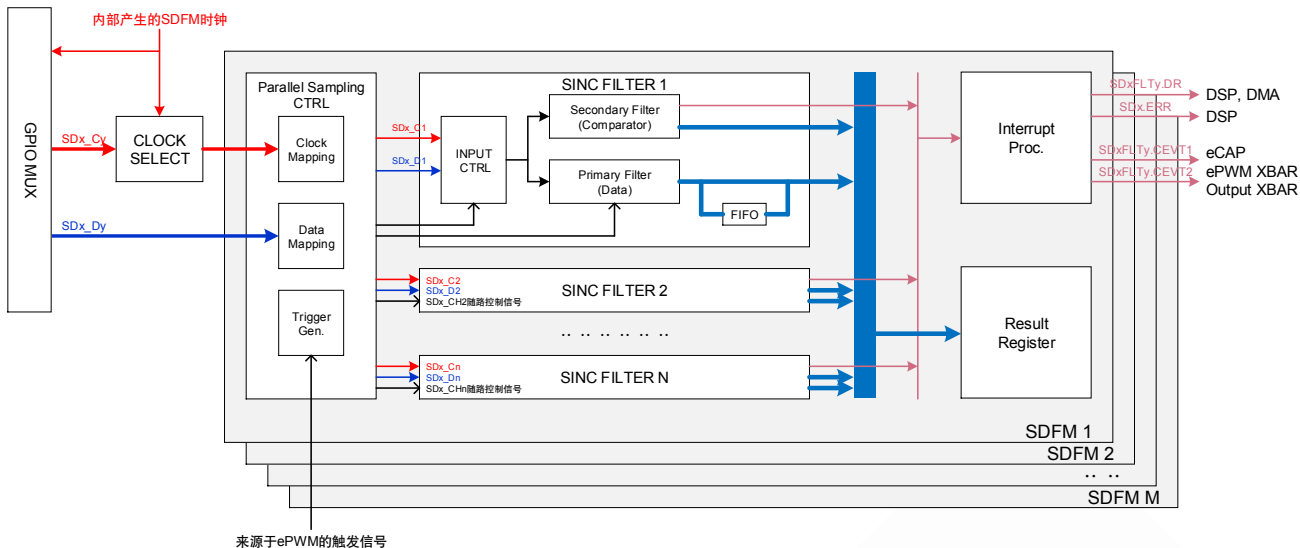 内部产生的SDFM时钟
GPIO MUX
SDx_Cy
CLOCK
SELECT
SDx_Dy
Parallel Sampling
CTRL
Clock
Mapping
Data
Mapping
Trigger
Gen.
来源于ePWM的触发信号
SDx_C1
SDx_D1
SINC FILTER 1
INPUT
CTRL
Secondary Filter
(Comparator)
Primary Filter
(Data)
FIFO
SDx_C2
SDx_D2
SDx_CH2随路控制信号
SINC FILTER 2
.. .. .. .. .. ..
SDx_Cn
SDx_Dn
SDx_CHn随路控制信号
SINC FILTER N
Interrupt
Proc.
Result
Register
SDxFLTy.DR
DSP, DMA
SDx.ERR
DSP
SDxFLTy.CEVT1
eCAP
SDxFLTy.CEVT2
ePWM XBAR
Output XBAR
SDFM 1
SDFM 2
.. ..
SDFM M